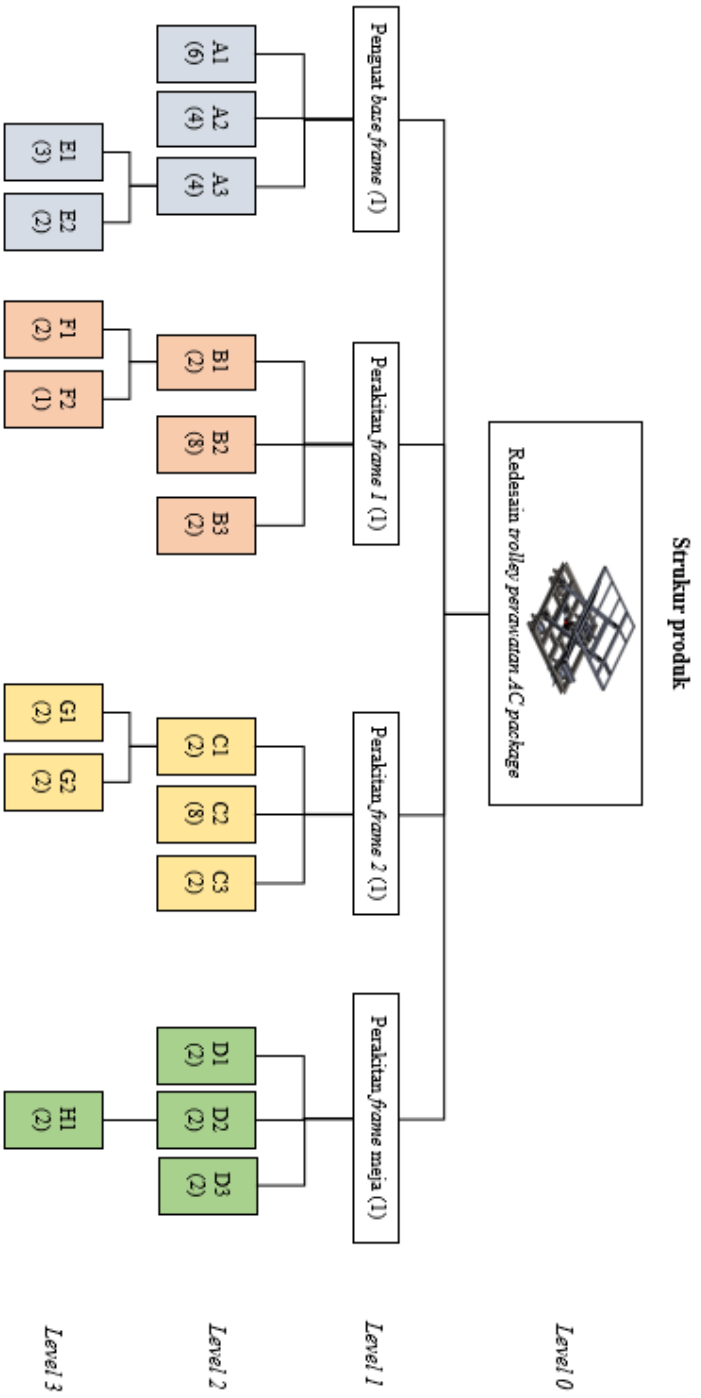 Strukur produk
Redesain trolley perawatan AC package
Level 0
Penguat base frame (1)
Perakitan frame 1 (1)
Perakitan frame 2 (1)
Perakitan frame meja (1)
Level 1
A1
(6)
A2
(4)
A3
(4)
B1
(2)
B2
(8)
B3
(2)
C1
(2)
C2
(8)
C3
(2)
D1
(2)
D2
(2)
D3
(2)
Level 2
E1
(3)
E2
(2)
F1
(2)
F2
(1)
G1
(2)
G2
(2)
H1
(2)
Level 3